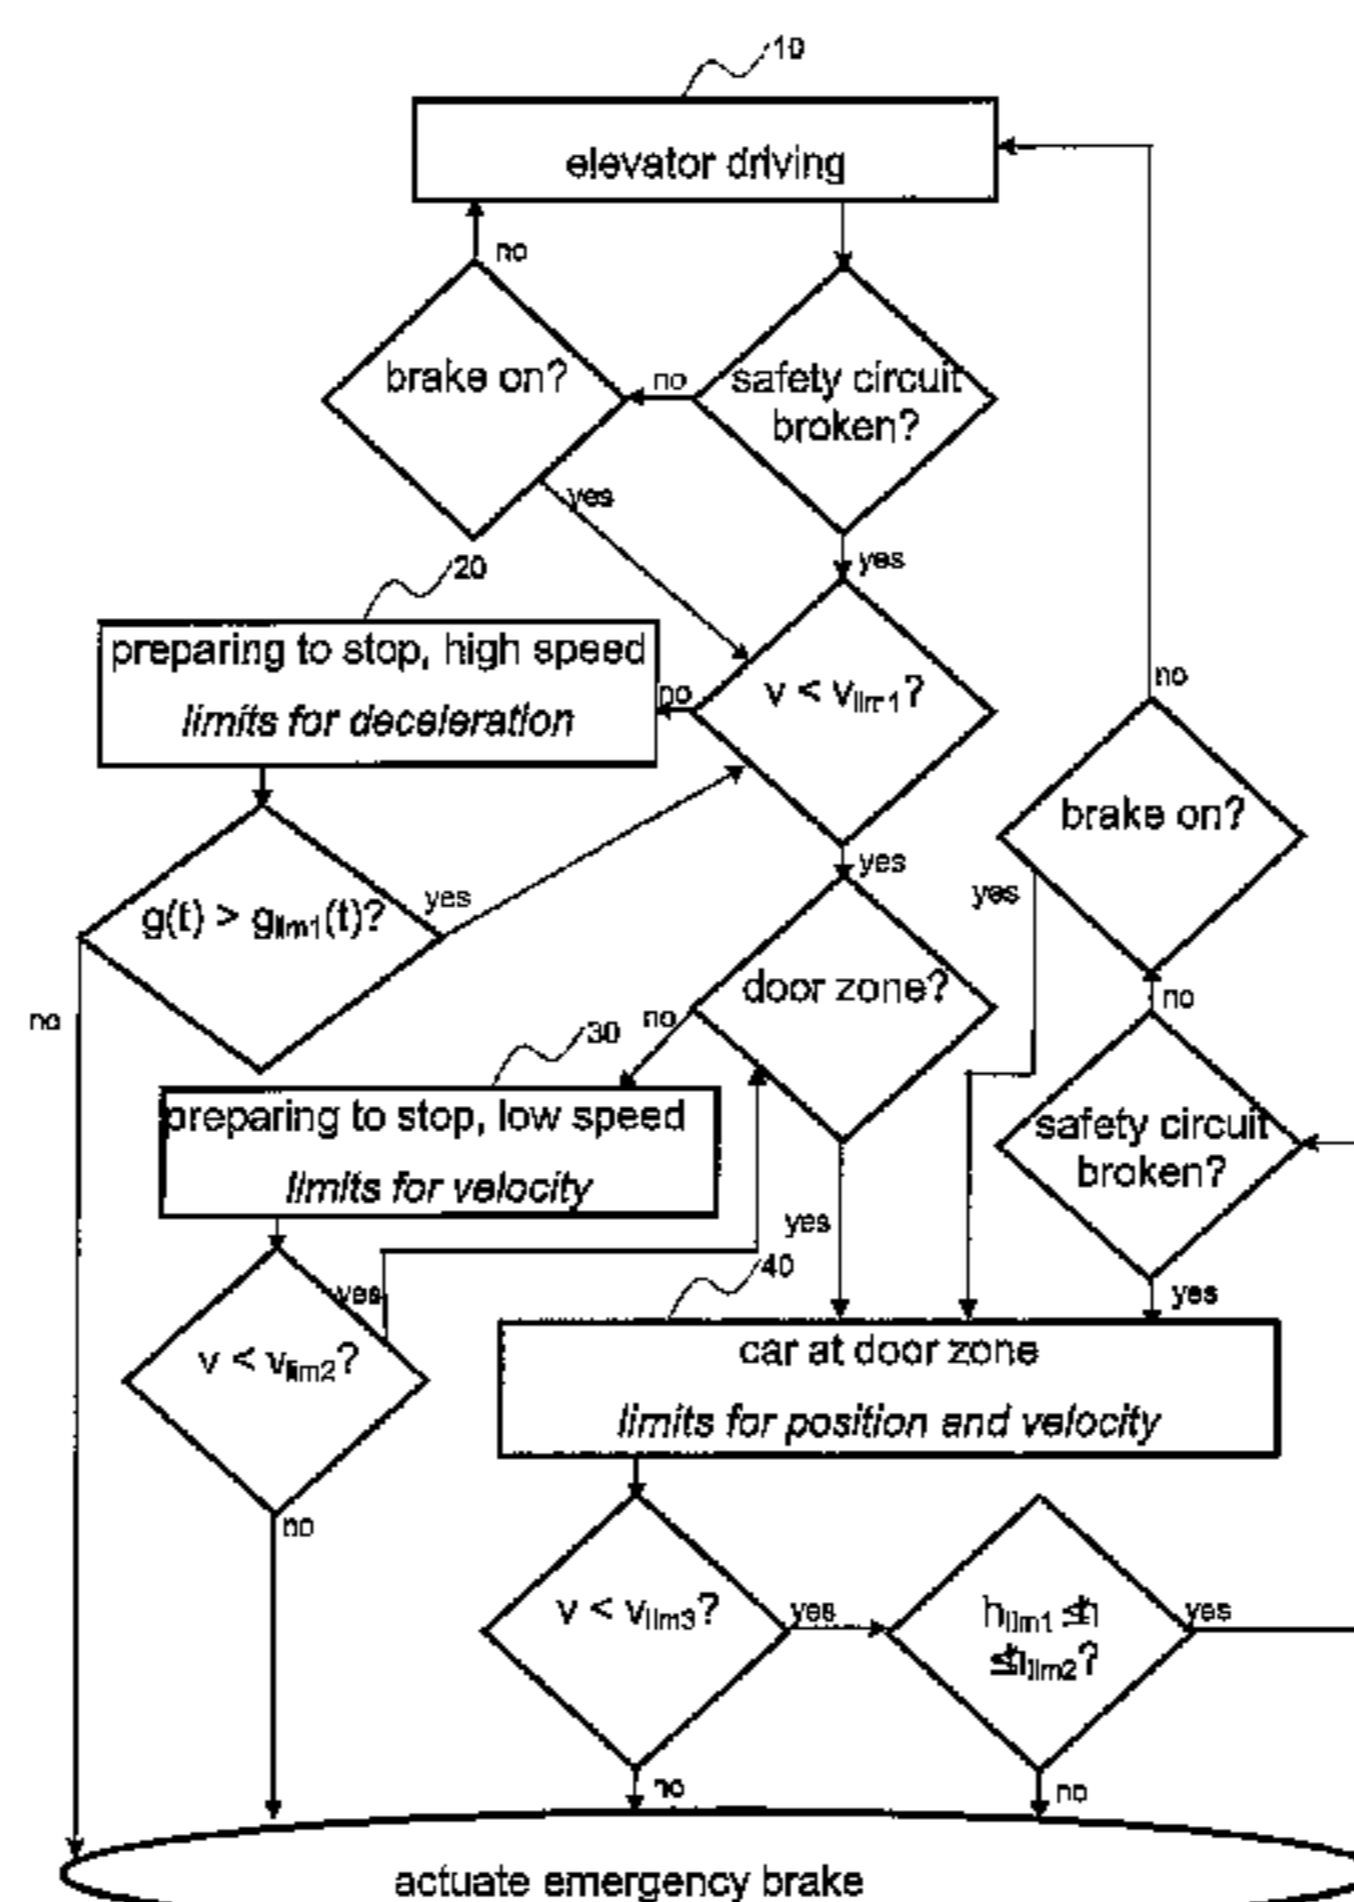 10
elevator driving
no
brake on?
no
safety circuit
broken?
yes
20
yes
preparing to stop, high speed
limits for deceleration
no
v < vlim1?
no
brake on?
yes
g(t) > glim1(t)?
yes
yes
no
door zone?
no
no
30
no
preparing to stop, low speed
limits for velocity
safety circuit
broken?
yes
40
yes
yes
v < vlim2?
car at door zone
limits for position and velocity
no
v < vlim3?
yes
hlim1 ≤h
≤hlim2?
yes
no
no
actuate emergency brake